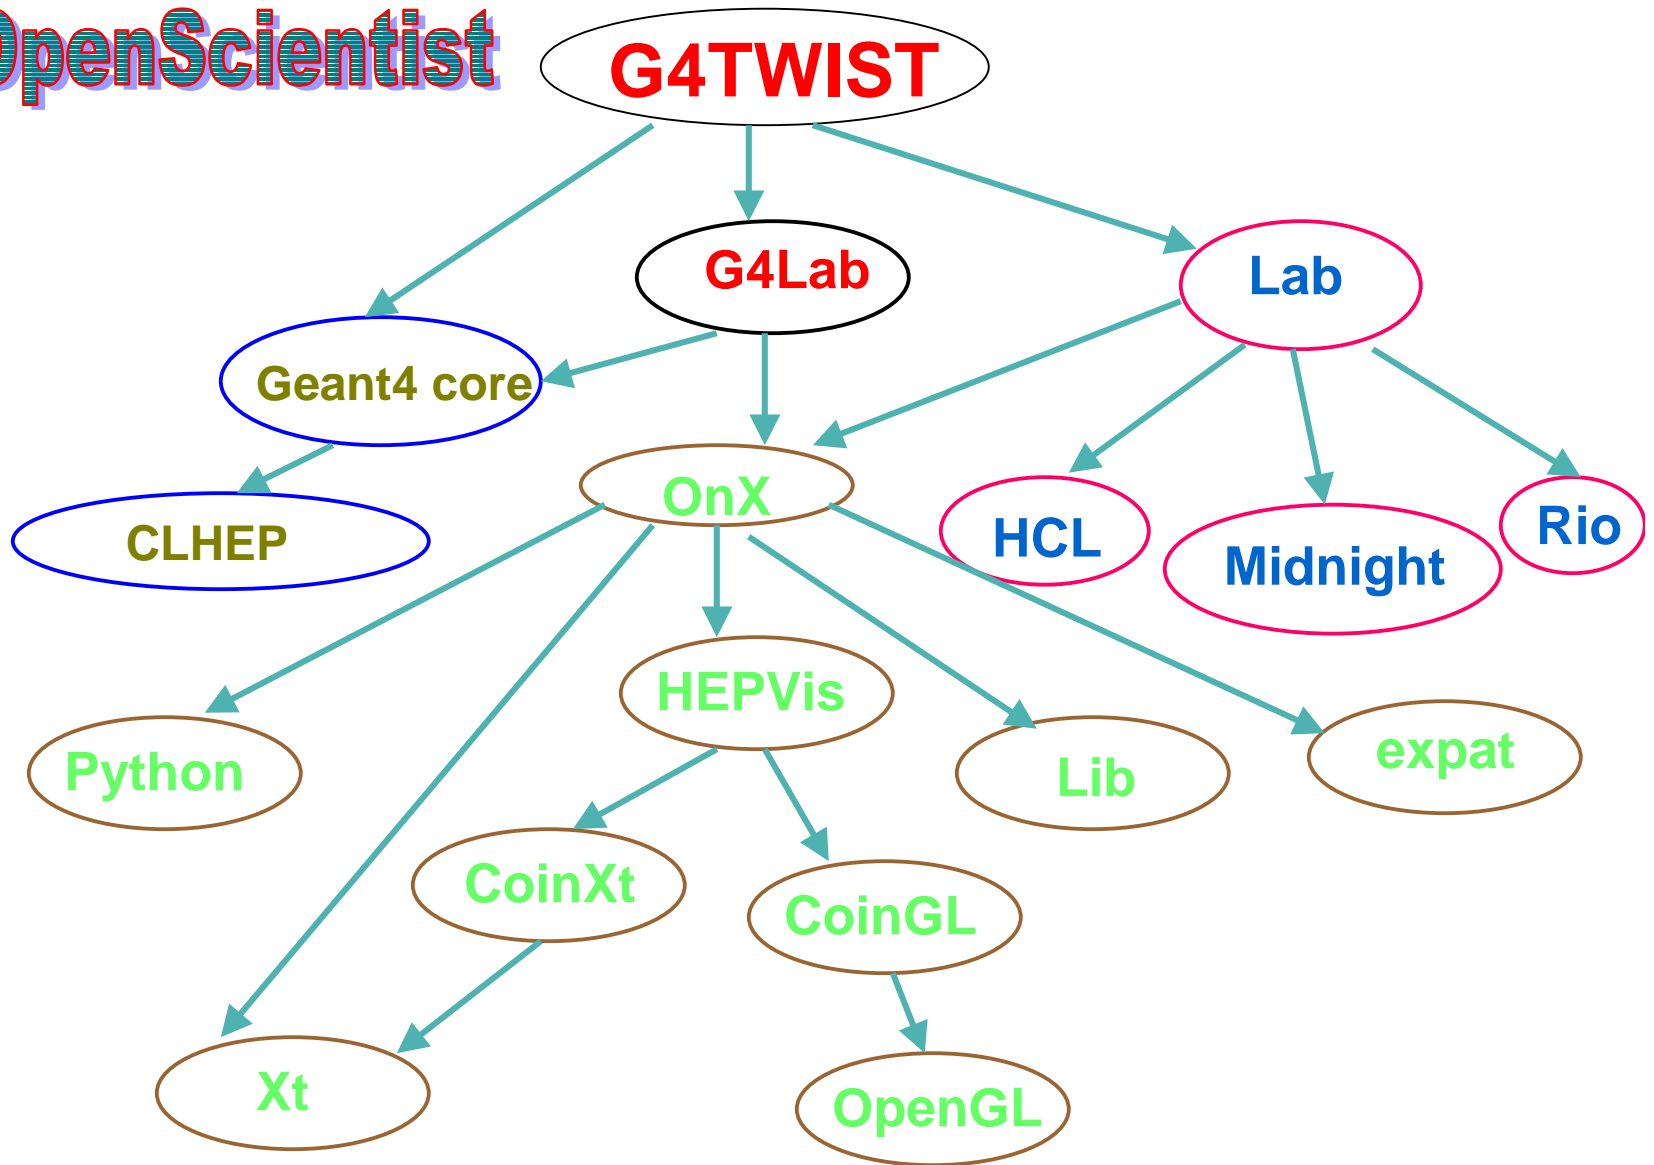 OpenScientist
G4TWIST
G4Lab
Lab
Geant4 core
OnX
CLHEP
HCL
Midnight
Rio
HEPVis
Python
Lib
expat
CoinXt
CoinGL
Xt
OpenGL